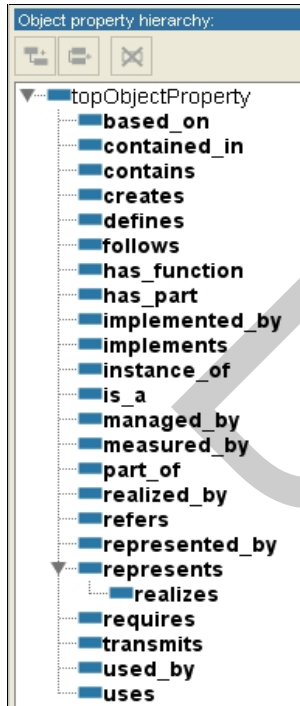 Object property hierarchy:
topObjectProperty
based_on
contained_in
contains
creates
defines
follows
has_function
has_part
implemented_by
implements
instance_of
is_a
managed_by
measured_by
part_of
realized_by
refers
represented_by
represents
realizes
requires
transmits
used_by
uses